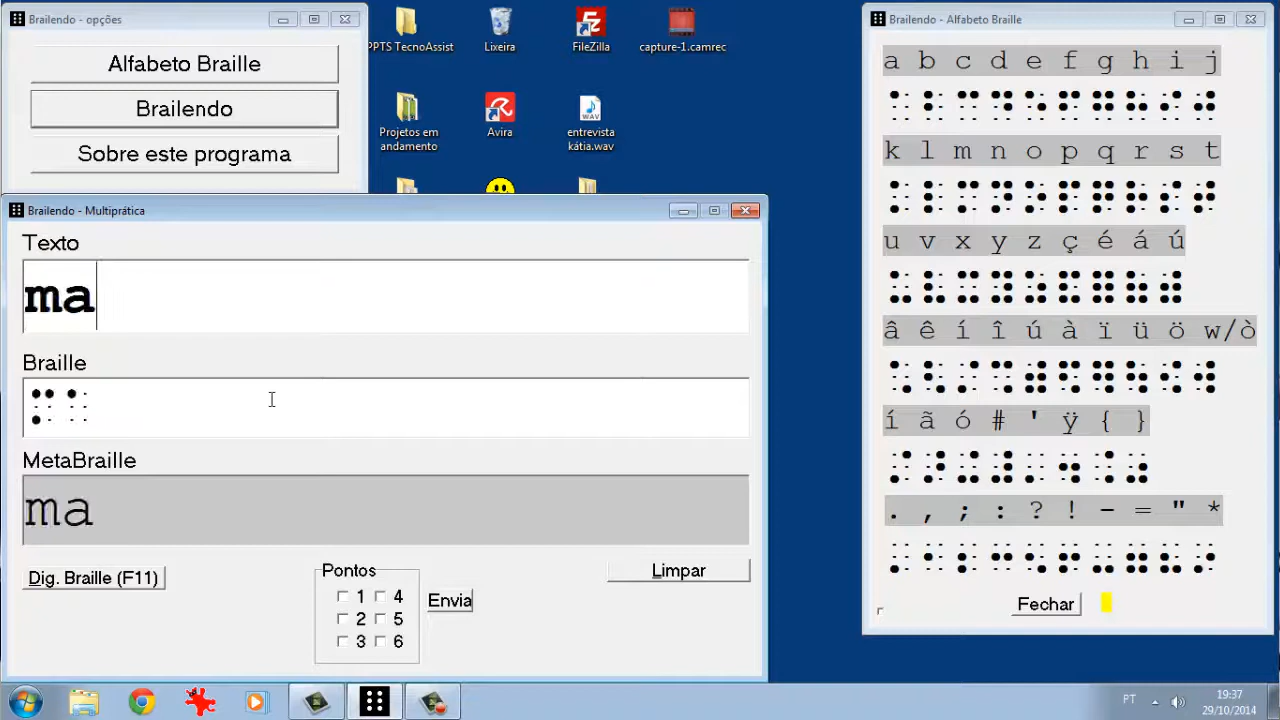 Brailendo - opções
Alfabeto Braille
Brailendo
Sobre este programa
PPTS TecnoAssist
Lixeira
FileZilla
capture-1.camrec
Projetos em
andamento
Avira
WAV
entrevista
kátia.wav
Brailendo - Multiprática
Texto
ma
Braille
MetaBraille
ma
Dig. Braille (F11)
Pontos
1 4
2 5
3 6
Envia
Limpar
Brailendo - Alfabeto Braille
a b c d e f g h i j
k l m n o p q r s t
u v x y z ç é á ú
â ê í î ú à ï ü ö w/ò
í ã ó # ' ÿ { }
. , ; : ? ! - = " *
Fechar
PT
19:37
29/10/2014